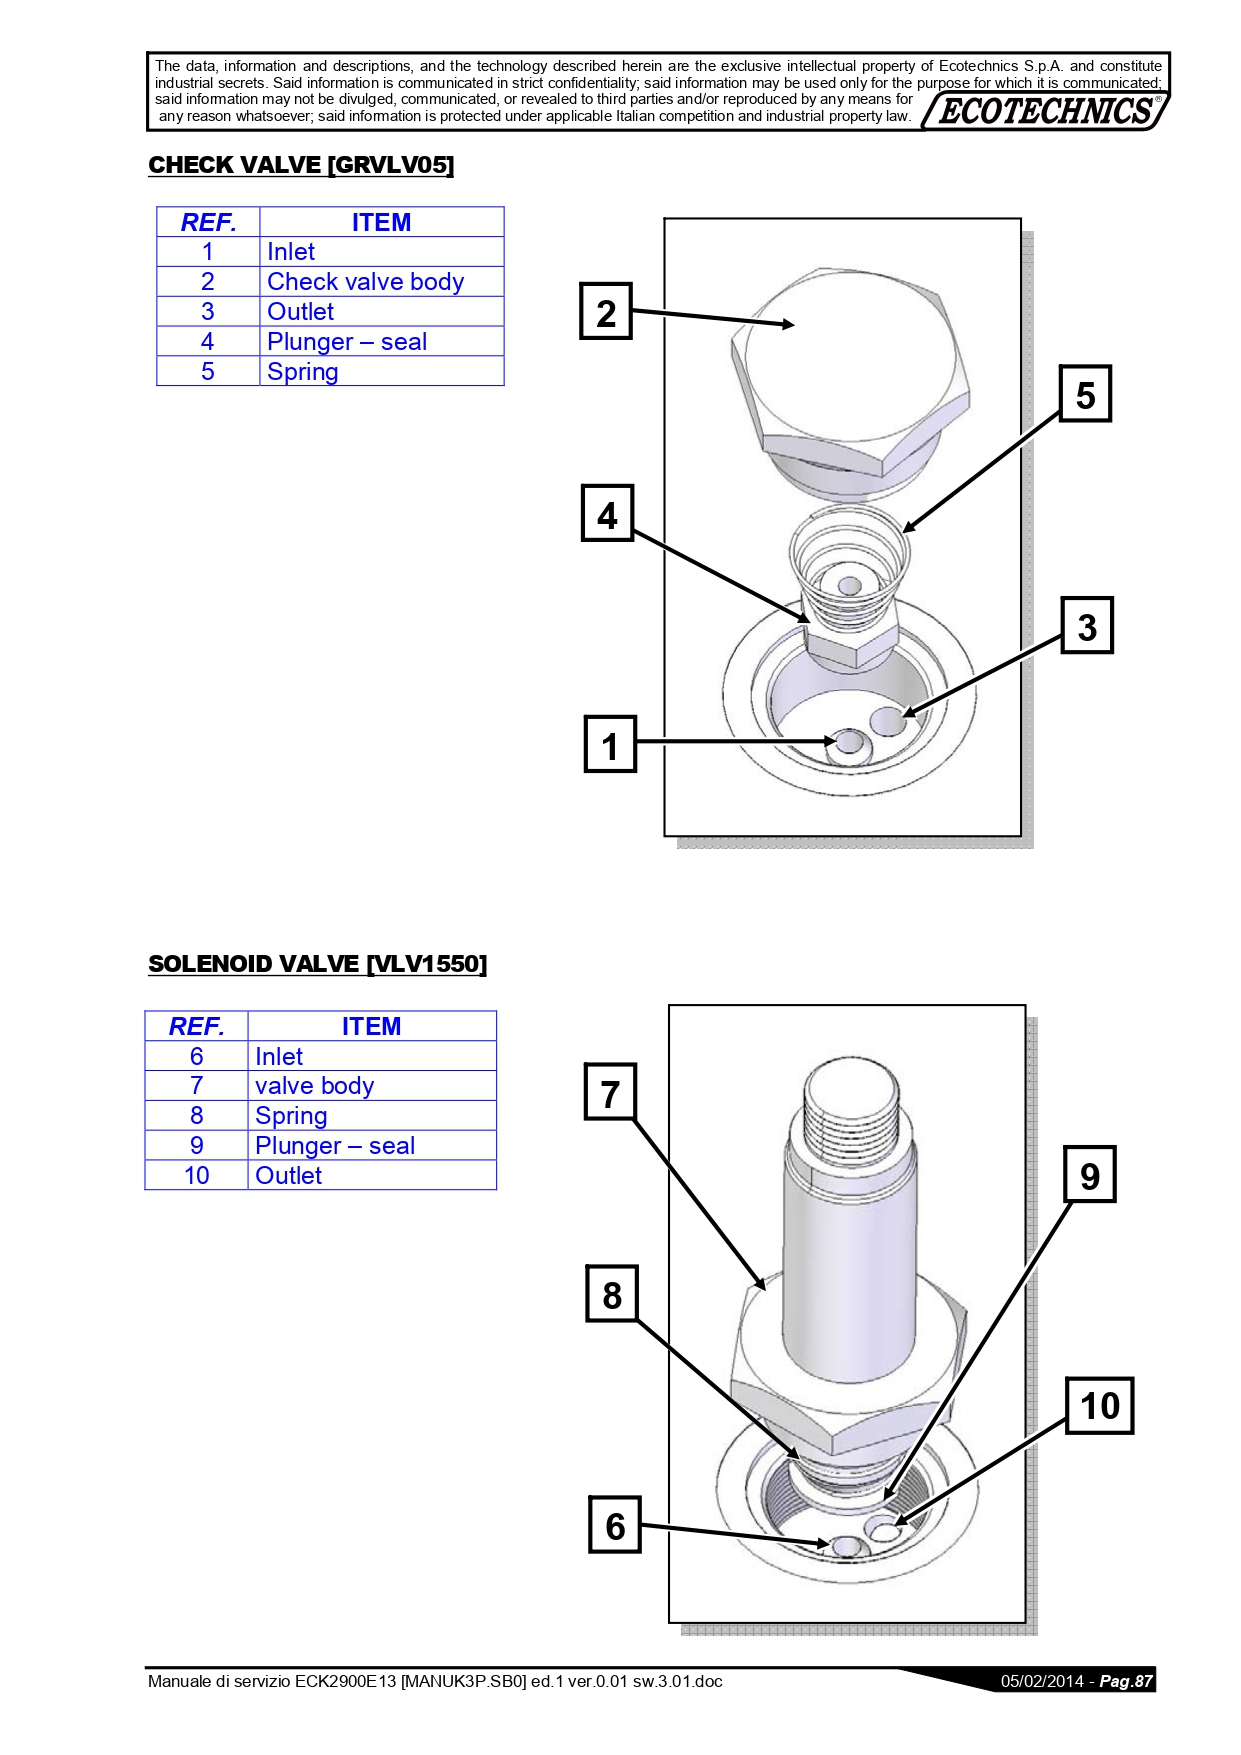 The data, information and descriptions, and the technology described herein are the exclusive intellectual property of Ecotechnics S.p.A. and constitute
industrial secrets. Said information is communicated in strict confidentiality; said information may be used only for the purpose for which it is communicated;
said information may not be divulged, communicated, or revealed to third parties and/or reproduced by any means for
any reason whatsoever; said information is protected under applicable Italian competition and industrial property law.
ECOTECHNICS®
CHECK VALVE [GRVLV05]
REF. ITEM
1 Inlet
2 Check valve body
3 Outlet
4 Plunger – seal
5 Spring
2
5
4
3
1
SOLENOID VALVE [VLV1550]
REF. ITEM
6 Inlet
7 valve body
8 Spring
9 Plunger – seal
10 Outlet
7
9
8
10
6
Manuale di servizio ECK2900E13 [MANUK3P.SB0] ed.1 ver.0.01 sw.3.01.doc
05/02/2014 - Pag.87